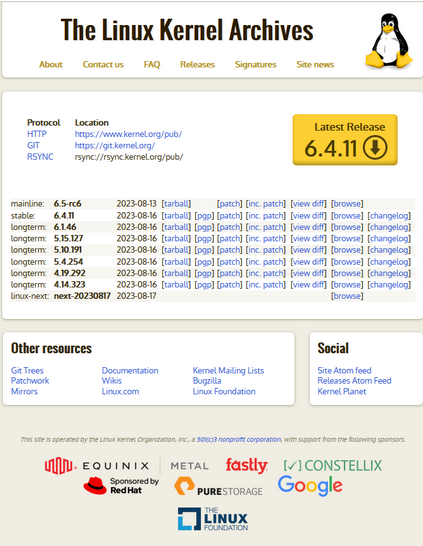 The Linux Kernel Archives
About Contact us FAQ Releases Signatures Site news
Protocol Location
HTTP https://www.kernel.org/pub/
GIT https://git.kernel.org/
RSYNC rsync://rsync.kernel.org/pub/
Latest Release
6.4.11
mainline: 6.5-rc6 2023-08-13 [tarball] [patch] [inc. patch] [view diff] [browse]
stable: 6.4.11 2023-08-16 [tarball] [pgp] [patch] [inc. patch] [view diff] [browse] [changelog]
longterm: 6.1.46 2023-08-16 [tarball] [pgp] [patch] [inc. patch] [view diff] [browse] [changelog]
longterm: 5.15.127 2023-08-16 [tarball] [pgp] [patch] [inc. patch] [view diff] [browse] [changelog]
longterm: 5.10.191 2023-08-16 [tarball] [pgp] [patch] [inc. patch] [view diff] [browse] [changelog]
longterm: 5.4.254 2023-08-16 [tarball] [pgp] [patch] [inc. patch] [view diff] [browse] [changelog]
longterm: 4.19.292 2023-08-16 [tarball] [pgp] [patch] [inc. patch] [view diff] [browse] [changelog]
longterm: 4.14.323 2023-08-16 [tarball] [pgp] [patch] [inc. patch] [view diff] [browse] [changelog]
linux-next: next-20230817 2023-08-17 [browse]
Other resources
Git Trees Documentation Kernel Mailing Lists
Patchwork Wikis Bugzilla
Mirrors Linux.com Linux Foundation
Social
Site Atom feed
Releases Atom Feed
Kernel Planet
This site is operated by the Linux Kernel Organization, Inc., a 501(c)3 nonprofit corporation, with support from the following sponsors.
EQUINIX METAL fastly CONSTELLIX
Sponsored by
Red Hat
PURESTORAGE
Google
THE
LINUX
FOUNDATION